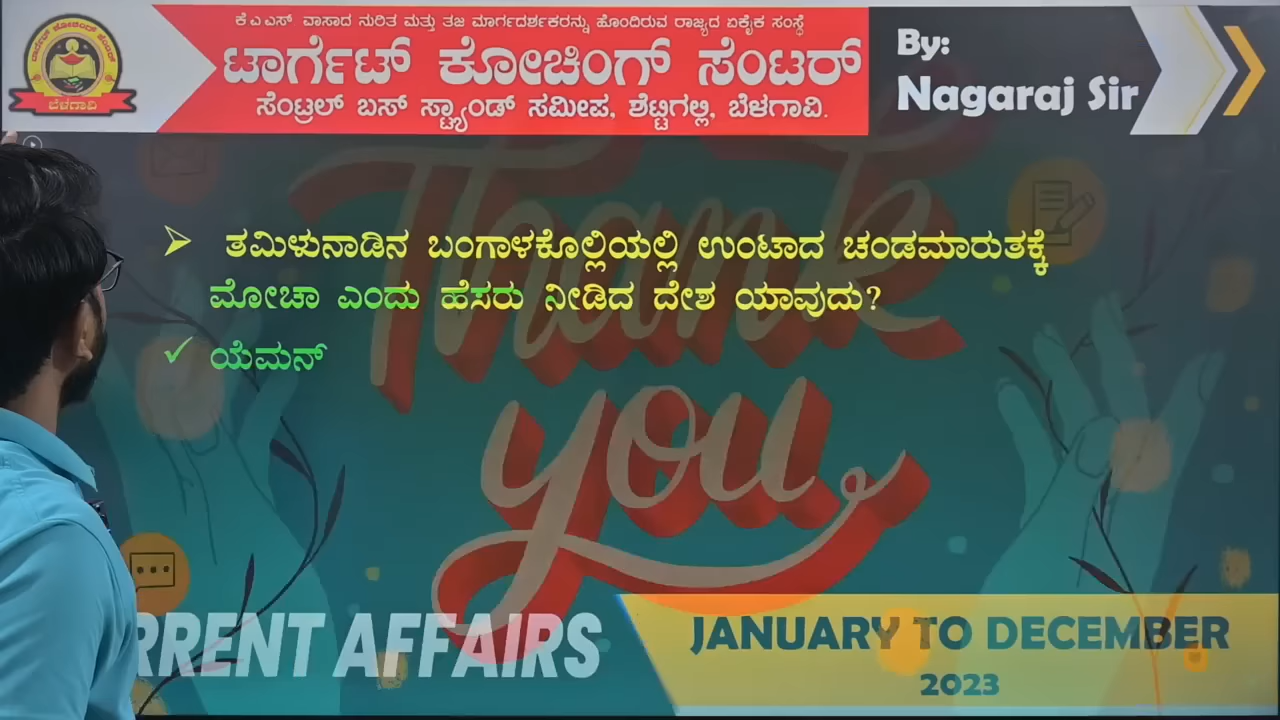 ಕೆ ಎ ಎಸ್ ವಾಸಾದ ನುರಿತ ಮತ್ತು ತಜ್ಞ ಮಾರ್ಗದರ್ಶಕರನ್ನು ಹೊಂದಿರುವ ರಾಜ್ಯದ ಏಕೈಕ ಸಂಸ್ಥೆ
ಟಾರ್ಗೆಟ್ ಕೋಚಿಂಗ್ ಸೆಂಟರ್
ಸೆಂಟ್ರಲ್ ಬಸ್ ಸ್ಟ್ಯಾಂಡ್ ಸಮೀಪ, ಶೆಟ್ಟಿಗಲ್ಲಿ, ಬೆಳಗಾವಿ.
ಬೆಳಗಾವಿ
By:
Nagaraj Sir
ತಮಿಳುನಾಡಿನ ಬಂಗಾಳಕೊಲ್ಲಿಯಲ್ಲಿ ಉಂಟಾದ ಚಂಡಮಾರುತಕ್ಕೆ
ಮೋಚಾ ಎಂದು ಹೆಸರು ನೀಡಿದ ದೇಶ ಯಾವುದು?
ಯೆಮನ್
Thank
you
RRENT AFFAIRS
JANUARY TO DECEMBER
2023